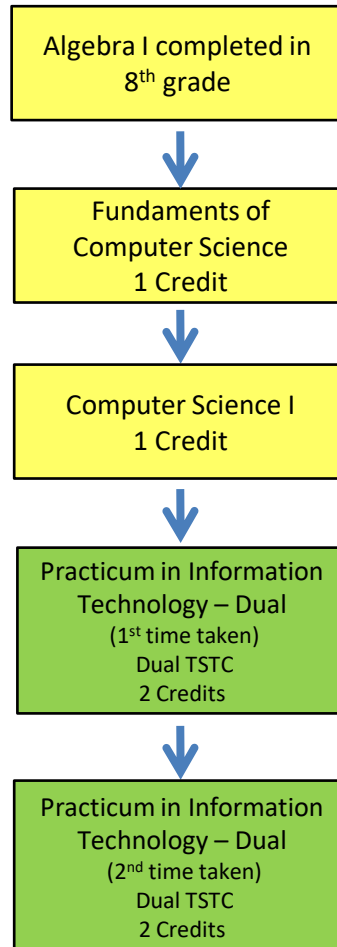 Algebra I completed in
8th grade
Fundaments of
Computer Science
1 Credit
Computer Science I
1 Credit
Practicum in Information
Technology – Dual
(1st time taken)
Dual TSTC
2 Credits
Practicum in Information
Technology – Dual
(2nd time taken)
Dual TSTC
2 Credits